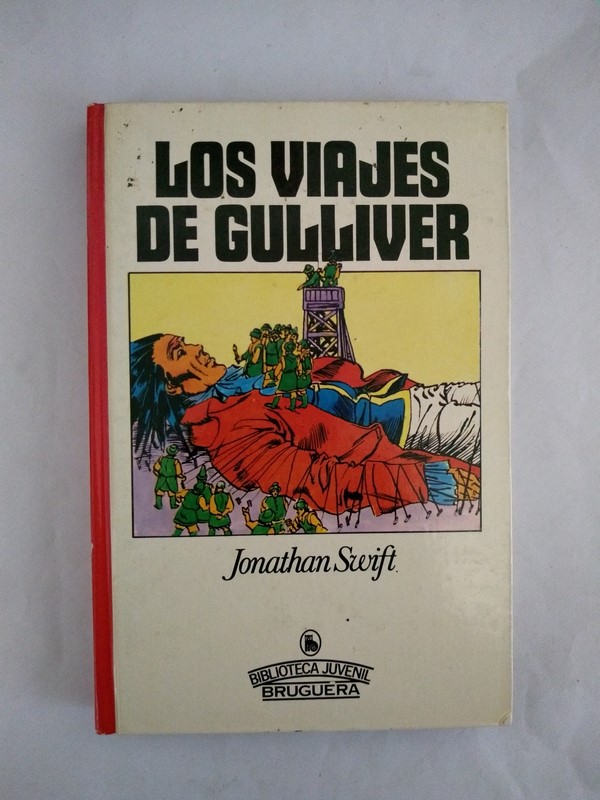 LOS VIAJES
DE GULLIVER
Jonathan Swift
BIBLIOTECA JUVENIL
BRUGUERA